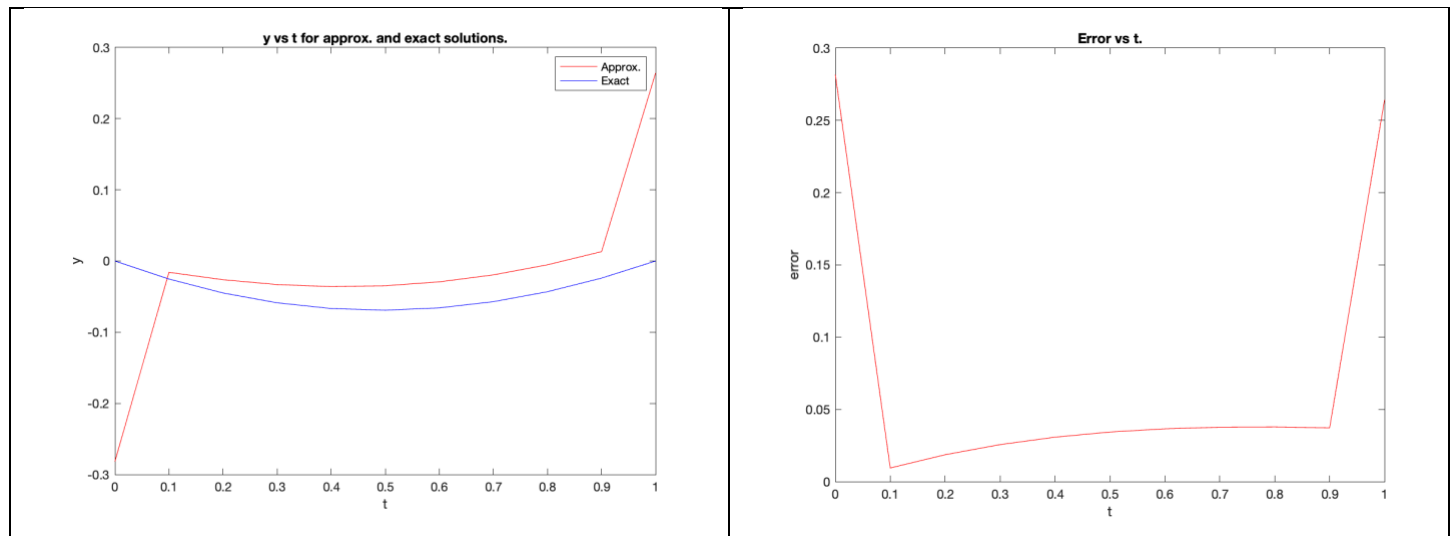 y vs t for approx. and exact solutions.
0.3
0.2
0.1
0
-0.1
-0.2
-0.3
y
Approx.
Exact
0 0.1 0.2 0.3 0.4 0.5 0.6 0.7 0.8 0.9 1
t
Error vs t.
0.3
0.25
0.2
0.15
0.1
0.05
0
error
0 0.1 0.2 0.3 0.4 0.5 0.6 0.7 0.8 0.9 1
t